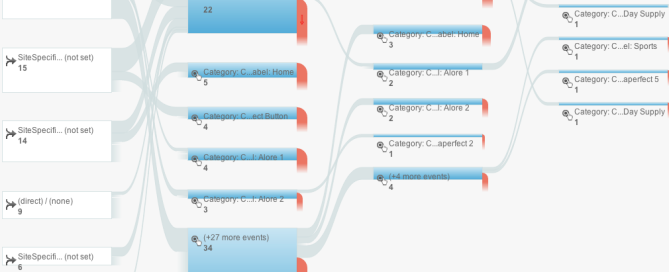 SiteSpecifi... (not set)
15
SiteSpecifi... (not set)
14
(direct) / (none)
9
SiteSpecifi... (not set)
6
22
Category: C...abel: Home
5
Category: C...ect Button
4
Category: C...l: Alore 1
4
Category: C...l: Alore 2
3
(+27 more events)
34
Category: C...abel: Home
3
Category: C...l: Alore 1
2
Category: C...l: Alore 2
2
Category: C...aperfect 2
1
(+4 more events)
4
Category: C...Day Supply
1
Category: C...el: Sports
1
Category: C...aperfect 5
1
Category: C...Day Supply
1